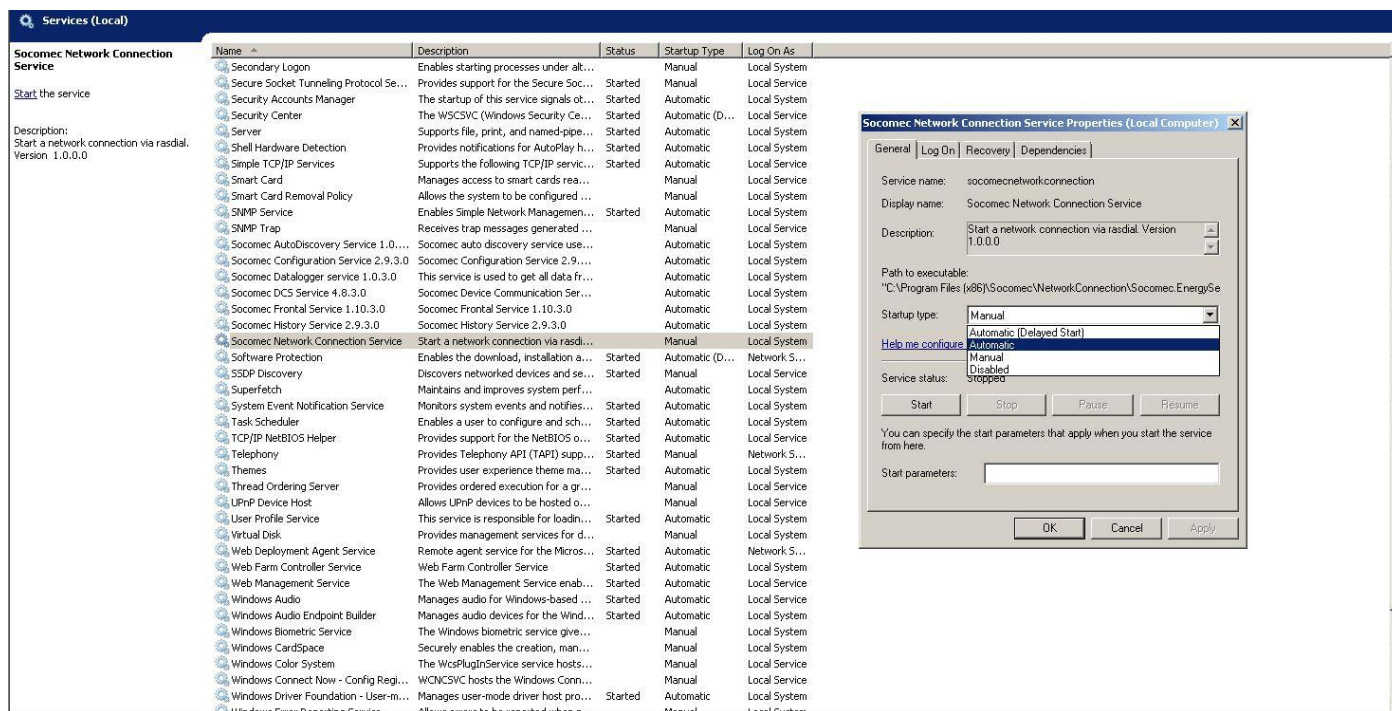 Services (Local)
Socomec Network Connection
Service
Start the service
Description:
Start a network connection via rasdial.
Version 1.0.0.0
Name Description Status Startup Type Log On As
Secondary Logon Enables starting processes under alt... Manual Local System
Secure Socket Tunneling Protocol Se... Provides support for the Secure Soc... Started Manual Local Service
Security Accounts Manager The startup of this service signals ot... Started Automatic Local System
Security Center The WSCSVC (Windows Security Ce... Started Automatic (D... Local Service
Server Supports file, print, and named-pipe... Started Automatic Local System
Shell Hardware Detection Provides notifications for AutoPlay h... Started Automatic Local System
Simple TCP/IP Services Supports the following TCP/IP servic... Started Automatic Local Service
Smart Card Manages access to smart cards rea... Manual Local Service
Smart Card Removal Policy Allows the system to be configured ... Manual Local System
SNMP Service Enables Simple Network Managemen... Started Automatic Local System
SNMP Trap Receives trap messages generated ... Manual Local Service
Socomec AutoDiscovery Service 1.0.... Socomec auto discovery service use... Automatic Local System
Socomec Configuration Service 2.9.3.0 Socomec Configuration Service 2.9.... Automatic Local System
Socomec Datalogger service 1.0.3.0 This service is used to get all data fr... Automatic Local System
Socomec DCS Service 4.8.3.0 Socomec Device Communication Ser... Automatic Local System
Socomec Frontal Service 1.10.3.0 Socomec Frontal Service 1.10.3.0 Automatic Local System
Socomec History Service 2.9.3.0 Socomec History Service 2.9.3.0 Automatic Local System
Socomec Network Connection Service Start a network connection via rasdi... Manual Local System
Software Protection Enables the download, installation a... Started Automatic (D... Network S...
SSDP Discovery Discovers networked devices and se... Started Manual Local Service
Superfetch Maintains and improves system perf... Automatic Local System
System Event Notification Service Monitors system events and notifies... Started Automatic Local System
Task Scheduler Enables a user to configure and sch... Started Automatic Local System
TCP/IP NetBIOS Helper Provides support for the NetBIOS o... Started Automatic Local Service
Telephony Provides Telephony API (TAPI) supp... Started Manual Network S...
Themes Provides user experience theme ma... Started Automatic Local System
Thread Ordering Server Provides ordered execution for a gr... Manual Local Service
UPnP Device Host Allows UPnP devices to be hosted o... Manual Local Service
User Profile Service This service is responsible for loadin... Started Automatic Local System
Virtual Disk Provides management services for d... Manual Local System
Web Deployment Agent Service Remote agent service for the Micros... Started Automatic Network S...
Web Farm Controller Service Web Farm Controller Service Started Automatic Local System
Web Management Service The Web Management Service enab... Started Automatic Local Service
Windows Audio Manages audio for Windows-based ... Started Automatic Local Service
Windows Audio Endpoint Builder Manages audio devices for the Wind... Started Automatic Local System
Windows Biometric Service The Windows biometric service give... Manual Local System
Windows CardSpace Securely enables the creation, man... Manual Local System
Windows Color System The WcsPlugInService service hosts... Manual Local Service
Windows Connect Now - Config Regi... WCNCSVC hosts the Windows Conn... Manual Local Service
Windows Driver Foundation - User-m... Manages user-mode driver host pro... Started Automatic Local System
Socomec Network Connection Service Properties (Local Computer)
General Log On Recovery Dependencies
Service name: socomecnetworkconnection
Display name: Socomec Network Connection Service
Description: Start a network connection via rasdial. Version
1.0.0.0
Path to executable:
"C:\Program Files (x86)\Socomec\NetworkConnection\Socomec.EnergySe
Startup type: Manual
Automatic (Delayed Start)
Help me configure Automatic
Manual
Disabled
Service status: Stopped
Start Stop Pause Resume
You can specify the start parameters that apply when you start the service
from here.
Start parameters:
OK Cancel Apply